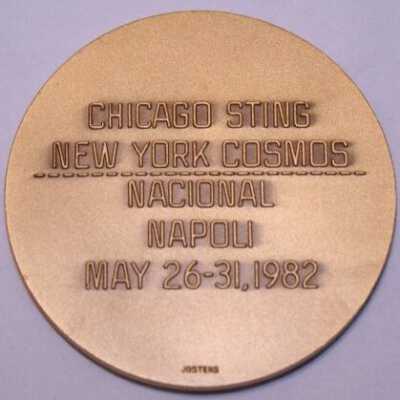 CHICAGO STING
NEW YORK COSMOS
NACIONAL
NAPOLI
MAY 26-31, 1982
JOSTENS